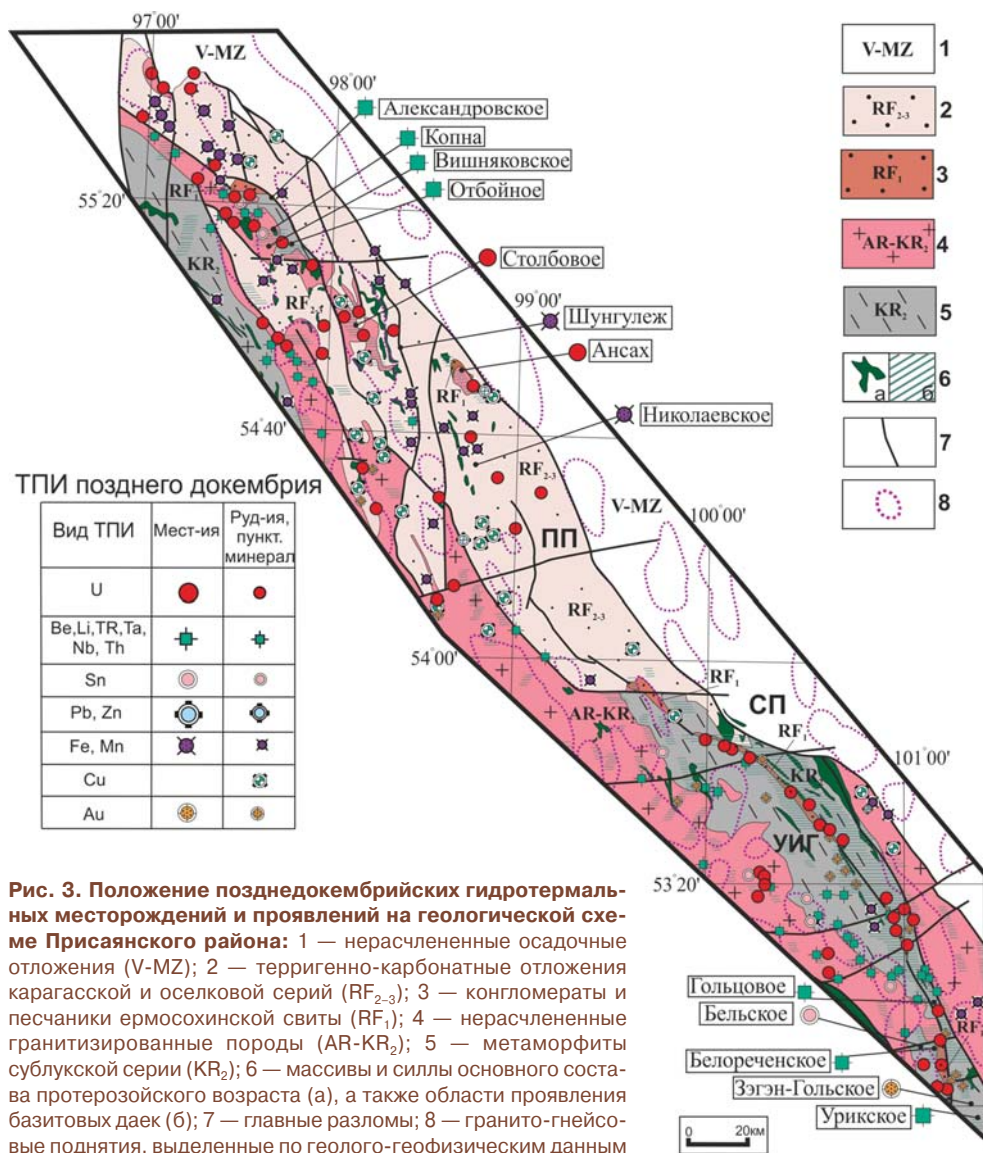 97°00'
V-MZ
98°00'
Александровское
Копна
Вишняковское
Отбойное
RF₁
55°20'
KR₂
Столбовое
99°00'
Шунгулеж
Ансах
RF₁
Николаевское
54°40'
RF₂₋₃
V-MZ
100°00'
ПП
RF₂₋₃
54°00'
RF₁
AR-KR₂
СП
RF₁
101°00'
KR₂
УИГ
53°20'
Гольцовое
Бельское
Белореченское
Зэгэн-Гольское
Урикское
0 20км
V-MZ 1
RF₂₋₃ 2
RF₁ 3
AR-KR₂ 4
KR₂ 5
а б 6
7
8
ТПИ позднего докембрия
Вид ТПИ Мест-ия Руд-ия, пункт. минерал
U
Be,Li,TR,Ta, Nb, Th
Sn
Pb, Zn
Fe, Mn
Cu
Au
Рис. 3. Положение позднедокембрийских гидротермаль-
ных месторождений и проявлений на геологической схе-
ме Присаянского района: 1 — нерасчлененные осадочные
отложения (V-MZ); 2 — терригенно-карбонатные отложения
карагасской и оселковой серий (RF₂₋₃); 3 — конгломераты и
песчаники ермосохинской свиты (RF₁); 4 — нерасчлененные
гранитизированные породы (AR-KR₂); 5 — метаморфиты
сублукской серии (KR₂); 6 — массивы и силлы основного соста-
ва протерозойского возраста (а), а также области проявления
базитовых даек (б); 7 — главные разломы; 8 — гранито-гнейсо-
вые поднятия, выделенные по геолого-геофизическим данным